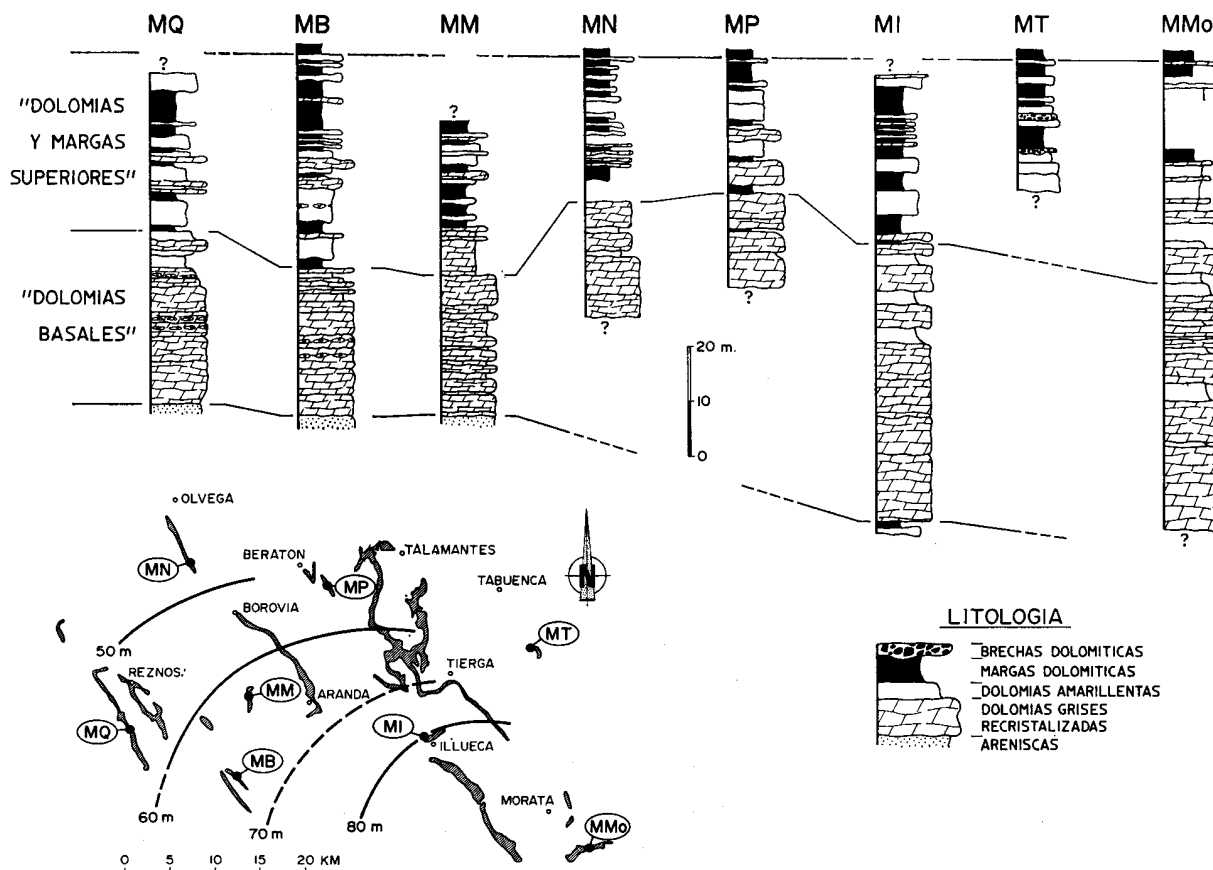 MQ MB MM MN MP MI MT MMo
? ? ?
"DOLOMIAS
Y MARGAS
SUPERIORES"
?
"DOLOMIAS
BASALES"
?
?
20 m.
10
0
?
OLVEGA
MN
BERATON
MP
TALAMANTES
N
TABUENCA
BOROVIA
MT
50 m
REZNOS
TIERGA
MM
ARANDA
MQ
MI
ILLUECA
MB
MORATA
60 m
70 m
80 m
MMo
0 5 10 15 20 KM
LITOLOGIA
BRECHAS DOLOMITICAS
MARGAS DOLOMITICAS
DOLOMIAS AMARILLENTAS
DOLOMIAS GRISES
RECRISTALIZADAS
ARENISCAS